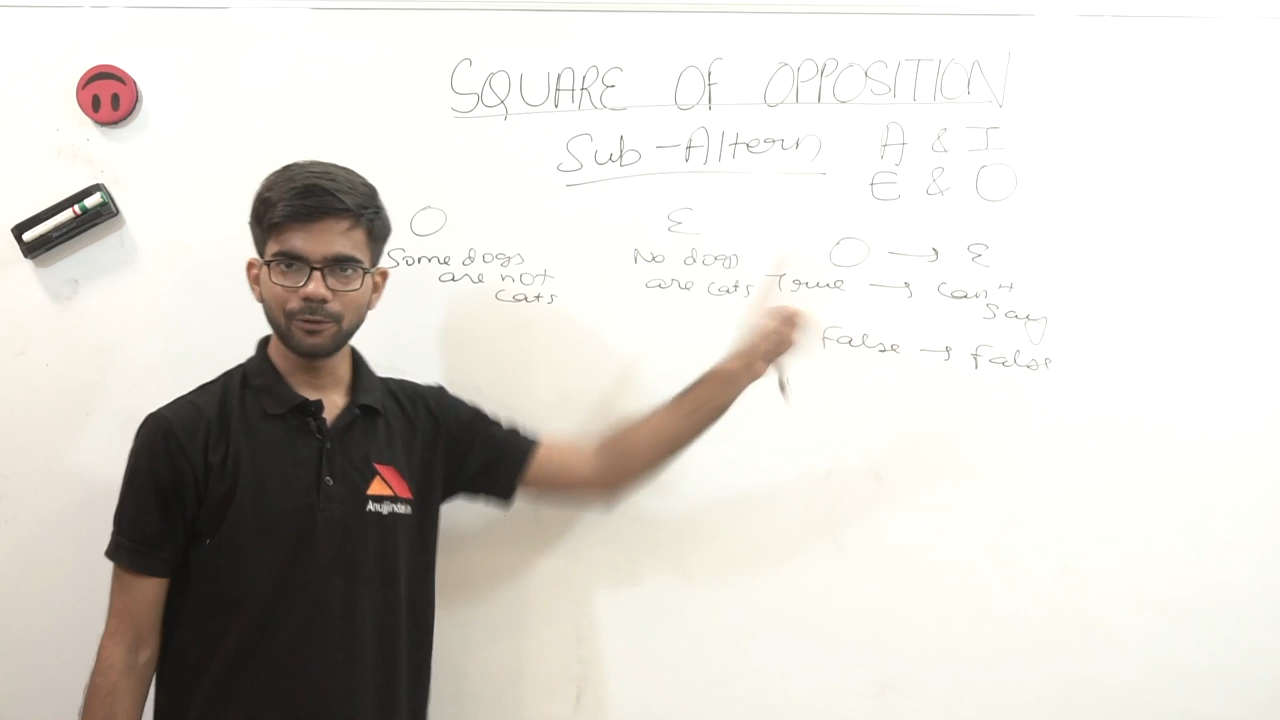 SQUARE OF OPPOSITION
Sub-Altern A & I
E & O
O
Some dogs
are not
cats
E
No dogs
are cats
O → E
True → can't
say
False → False